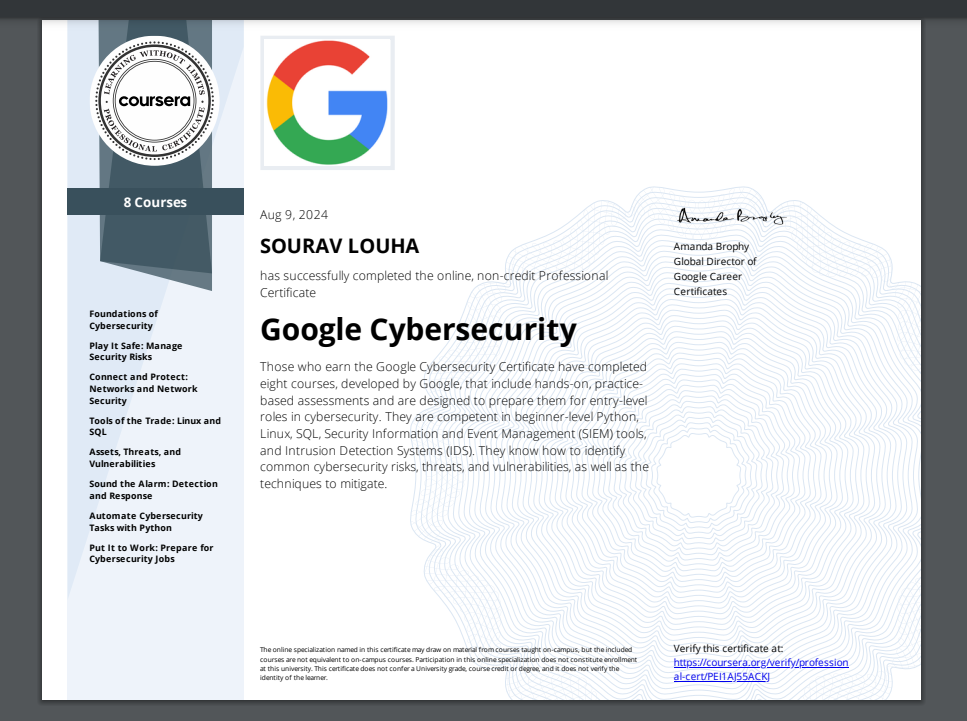 LEARNING WITHOUT LIMITS
coursera
PROFESSIONAL CERTIFICATE
8 Courses
Foundations of
Cybersecurity
Play It Safe: Manage
Security Risks
Connect and Protect:
Networks and Network
Security
Tools of the Trade: Linux and
SQL
Assets, Threats, and
Vulnerabilities
Sound the Alarm: Detection
and Response
Automate Cybersecurity
Tasks with Python
Put It to Work: Prepare for
Cybersecurity Jobs
G
Aug 9, 2024
SOURAV LOUHA
has successfully completed the online, non-credit Professional
Certificate
Google Cybersecurity
Those who earn the Google Cybersecurity Certificate have completed
eight courses, developed by Google, that include hands-on, practice-
based assessments and are designed to prepare them for entry-level
roles in cybersecurity. They are competent in beginner-level Python,
Linux, SQL, Security Information and Event Management (SIEM) tools,
and Intrusion Detection Systems (IDS). They know how to identify
common cybersecurity risks, threats, and vulnerabilities, as well as the
techniques to mitigate.
Amanda Brophy
Amanda Brophy
Global Director of
Google Career
Certificates
The online specialization named in this certificate may draw on material from courses taught on-campus, but the included
courses are not equivalent to on-campus courses. Participation in this online specialization does not constitute enrollment
at this university. This certificate does not confer a University grade, course credit or degree, and it does not verify the
identity of the learner.
Verify this certificate at:
https://coursera.org/verify/profession
al-cert/PEI1AJ55ACKJ